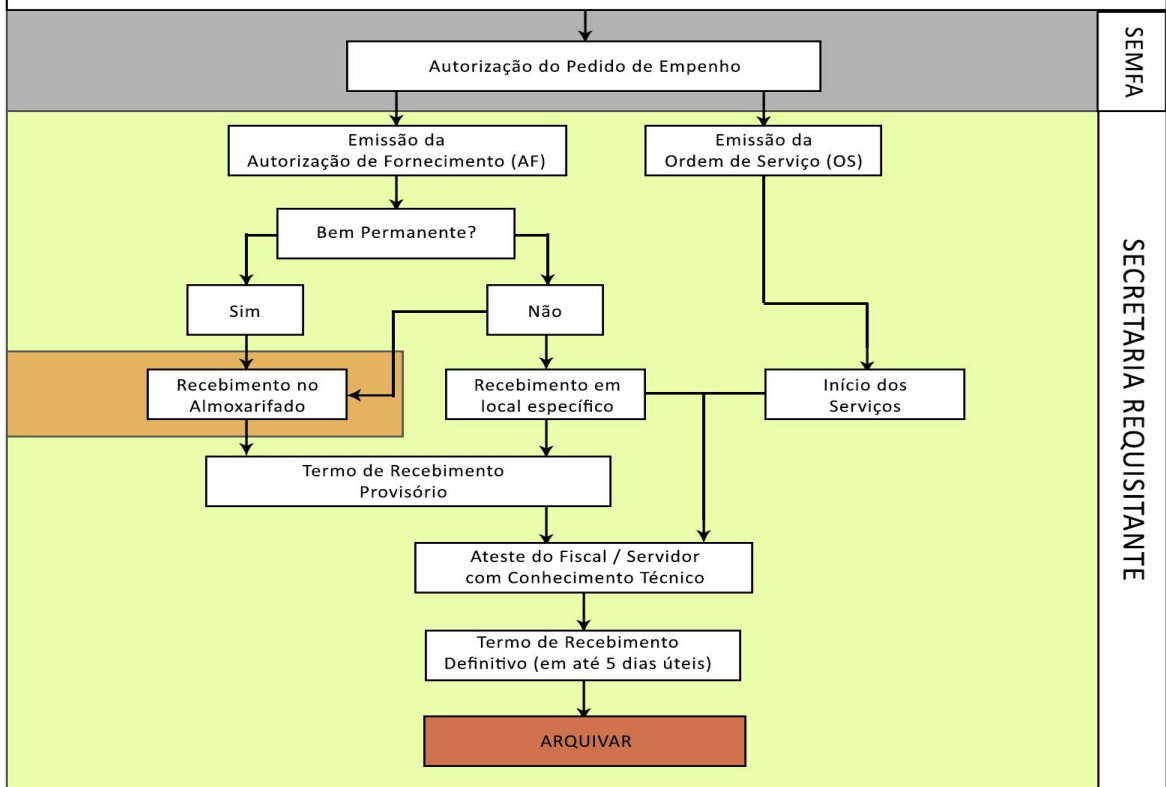 Autorização do Pedido de Empenho
SEMFA
Emissão da
Autorização de Fornecimento (AF)
Emissão da
Ordem de Serviço (OS)
Bem Permanente?
Sim
Não
Recebimento no
Almoxarifado
Recebimento em
local específico
Início dos
Serviços
Termo de Recebimento
Provisório
Ateste do Fiscal / Servidor
com Conhecimento Técnico
Termo de Recebimento
Definitivo (em até 5 dias úteis)
ARQUIVAR
SECRETARIA REQUISITANTE